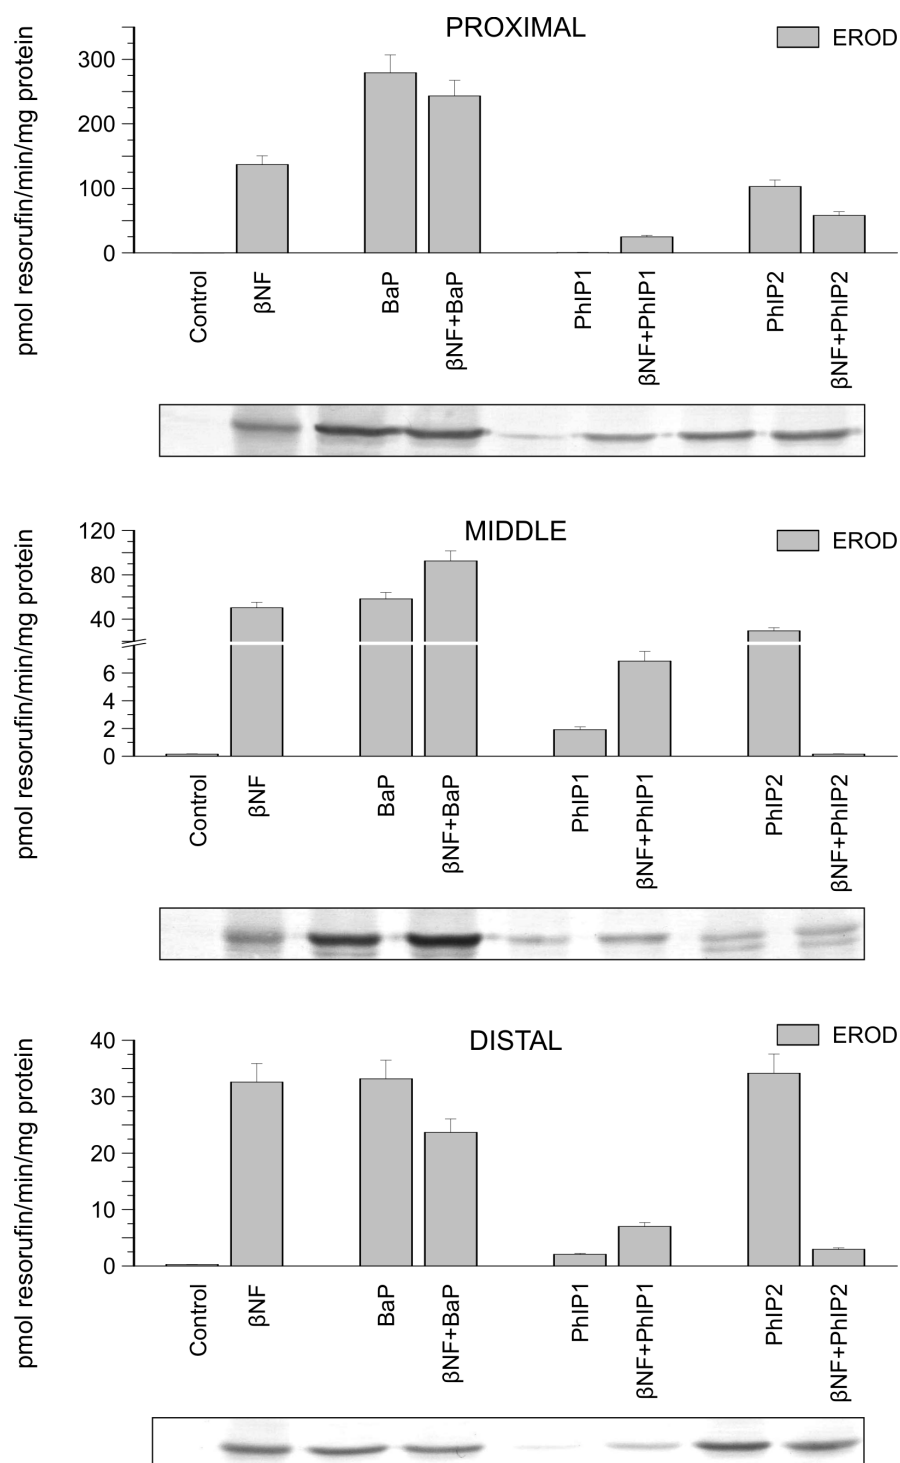 PROXIMAL
EROD
pmol resorufin/min/mg protein
300
200
100
0
Control
βNF
BaP
βNF+BaP
PhIP1
βNF+PhIP1
PhIP2
βNF+PhIP2
MIDDLE
EROD
pmol resorufin/min/mg protein
120
80
40
6
4
2
0
Control
βNF
BaP
βNF+BaP
PhIP1
βNF+PhIP1
PhIP2
βNF+PhIP2
DISTAL
EROD
pmol resorufin/min/mg protein
40
30
20
10
0
Control
βNF
BaP
βNF+BaP
PhIP1
βNF+PhIP1
PhIP2
βNF+PhIP2